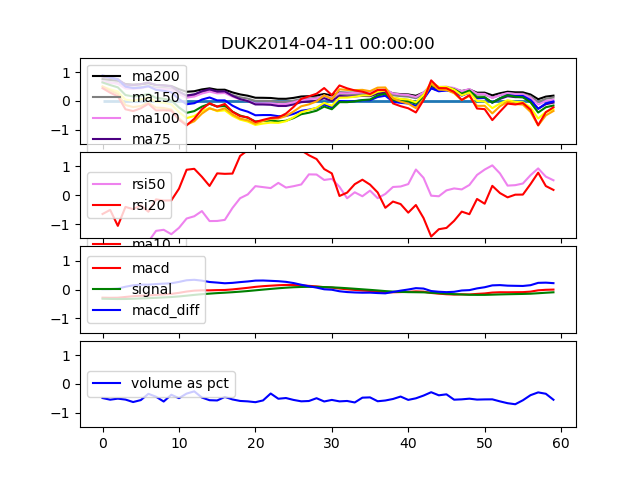 DUK2014-04-11 00:00:00
1
0
−1
ma200
ma150
ma100
ma75
1
0
−1
rsi50
rsi20
ma10
1
0
−1
macd
signal
macd_diff
1
0
−1
volume as pct
0 10 20 30 40 50 60